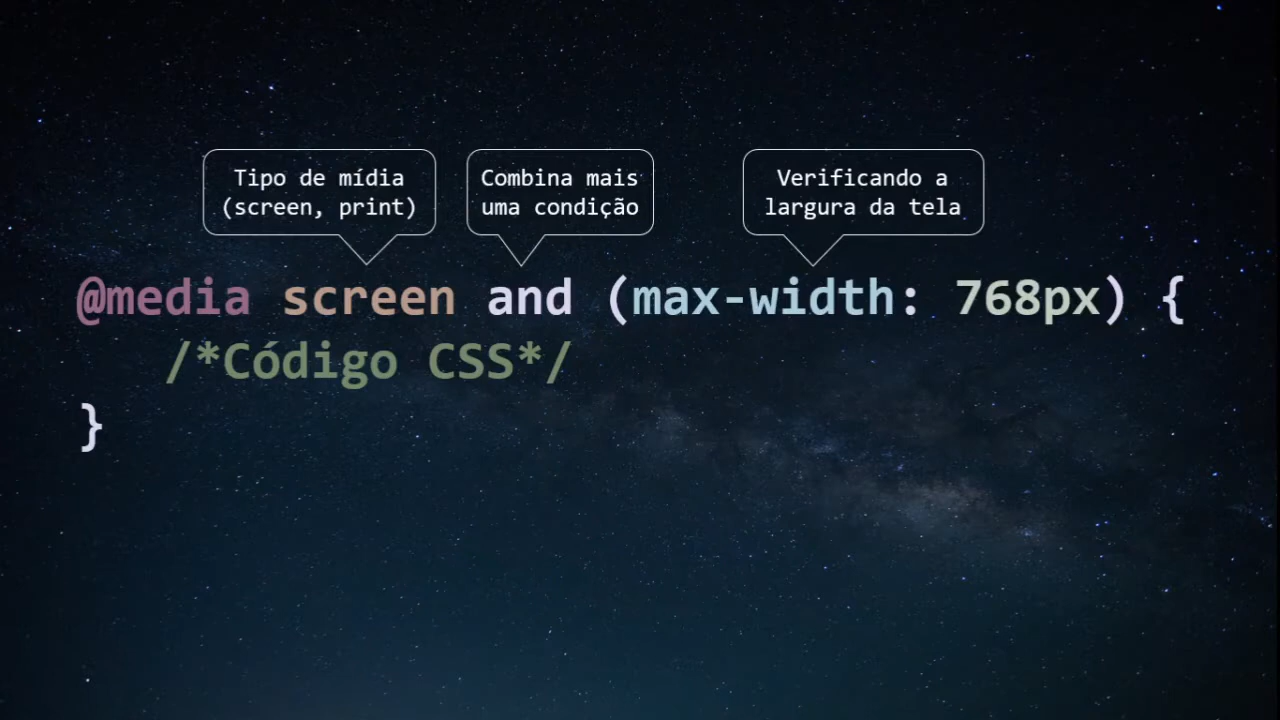 Tipo de mídia
(screen, print)
Combina mais
uma condição
Verificando a
largura da tela
@media screen and (max-width: 768px) {
/*Código CSS*/
}